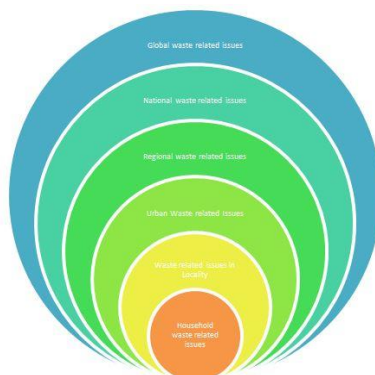 Global waste related issues
National waste related issues
Regional waste related issues
Urban Waste related issues
Waste related issues in
Locality
Household
waste related
issues